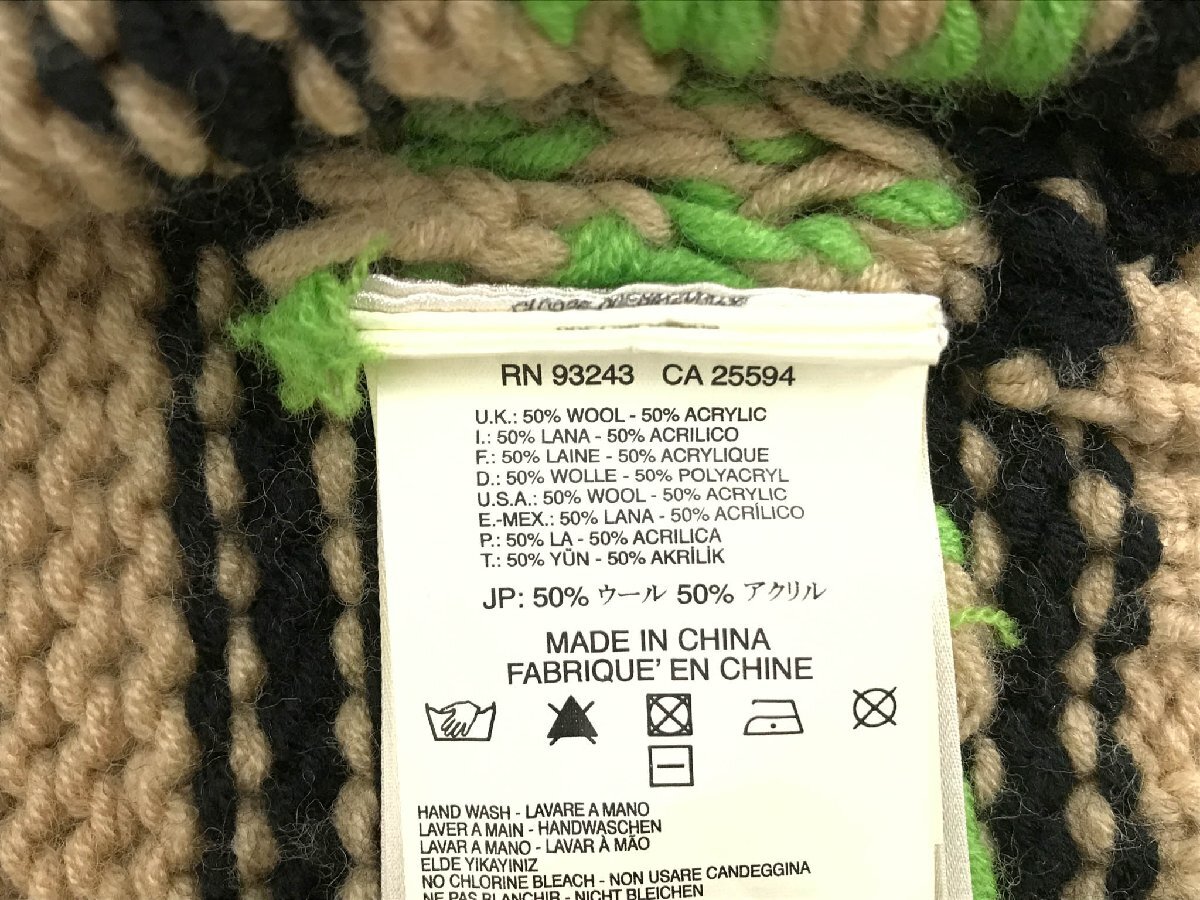 RN 93243 CA 25594
U.K.: 50% WOOL - 50% ACRYLIC
I.: 50% LANA - 50% ACRILICO
F.: 50% LAINE - 50% ACRYLIQUE
D.: 50% WOLLE - 50% POLYACRYL
U.S.A.: 50% WOOL - 50% ACRYLIC
E.-MEX.: 50% LANA - 50% ACRÍLICO
P.: 50% LA - 50% ACRILICA
T.: 50% YÜN - 50% AKRİLİK
JP: 50% ウール 50% アクリル
MADE IN CHINA
FABRIQUE' EN CHINE
HAND WASH - LAVARE A MANO
LAVER A MAIN - HANDWASCHEN
LAVAR A MANO - LAVAR À MÃO
ELDE YIKAYINIZ
NO CHLORINE BLEACH - NON USARE CANDEGGINA
NE PAS BLANCHIR - NICHT BLEICHEN